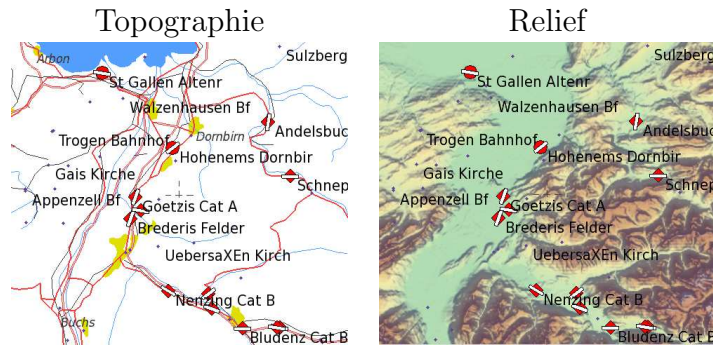 Topographie
Arbon
Sulzberg
St Gallen Altenr
Walzenhausen Bf
Andelsbuc
Dornbirn
Trogen Bahnhof
Hohenems Dornbir
Gais Kirche
Schnep
Appenzell Bf
Goetzis Cat A
Brederis Felder
UebersaXEn Kirch
Nenzing Cat B
Buchs
Bludenz Cat B
Relief
Sulzberg
St Gallen Altenr
Walzenhausen Bf
Andelsbuc
Trogen Bahnhof
Hohenems Dornbir
Gais Kirche
Schnep
Appenzell Bf
Goetzis Cat A
Brederis Felder
UebersaXEn Kirch
Nenzing Cat B
Bludenz Cat B